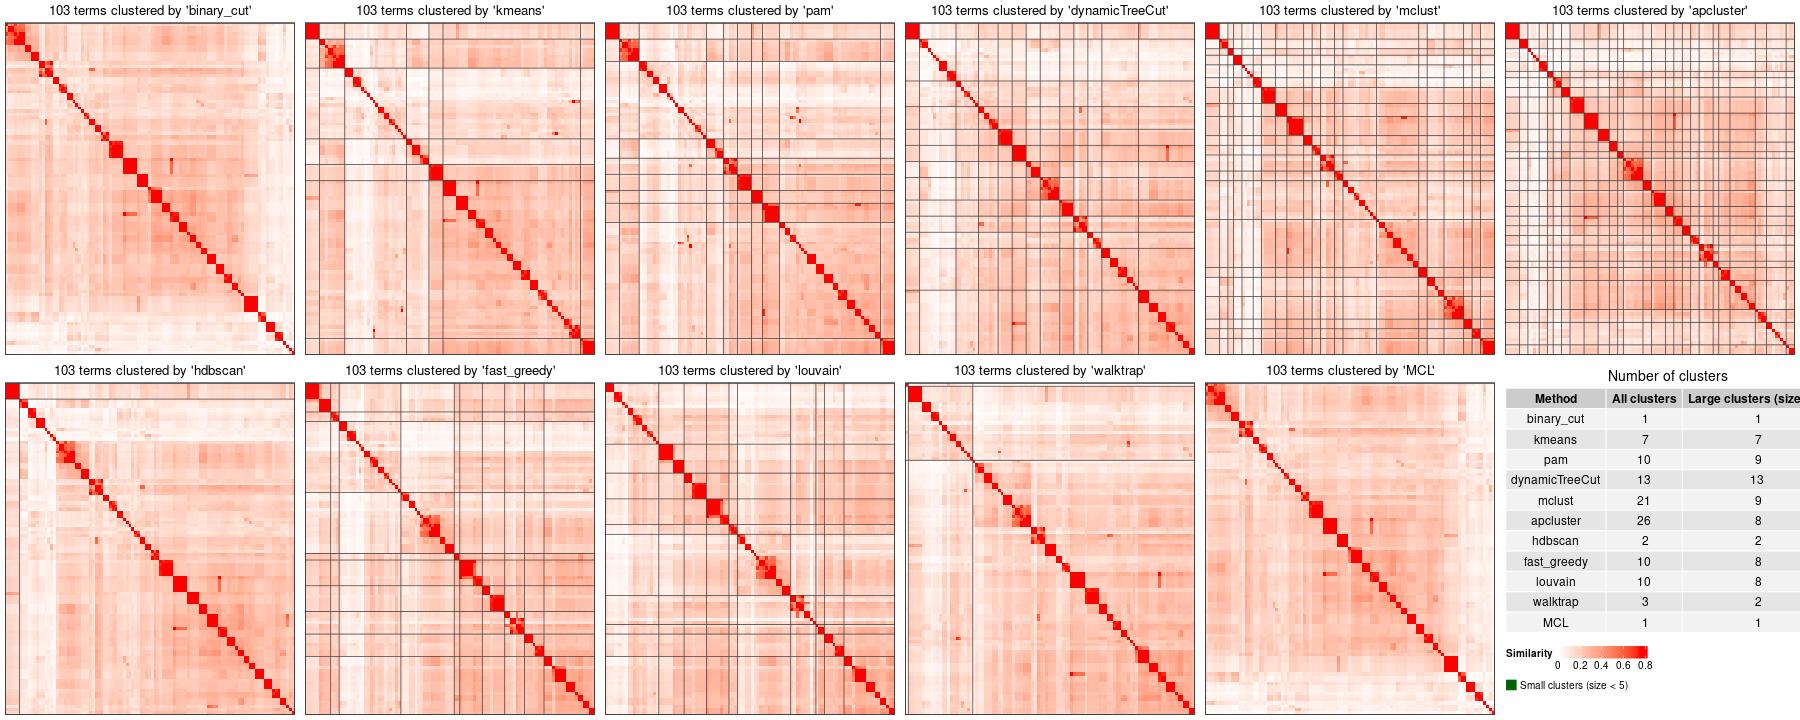 103 terms clustered by 'binary_cut'
103 terms clustered by 'kmeans'
103 terms clustered by 'pam'
103 terms clustered by 'dynamicTreeCut'
103 terms clustered by 'mclust'
103 terms clustered by 'apcluster'
103 terms clustered by 'hdbscan'
103 terms clustered by 'fast_greedy'
103 terms clustered by 'louvain'
103 terms clustered by 'walktrap'
103 terms clustered by 'MCL'
Number of clusters
Method All clusters Large clusters (size
binary_cut 1 1
kmeans 7 7
pam 10 9
dynamicTreeCut 13 13
mclust 21 9
apcluster 26 8
hdbscan 2 2
fast_greedy 10 8
louvain 10 8
walktrap 3 2
MCL 1 1
Similarity
0 0.2 0.4 0.6 0.8
Small clusters (size < 5)